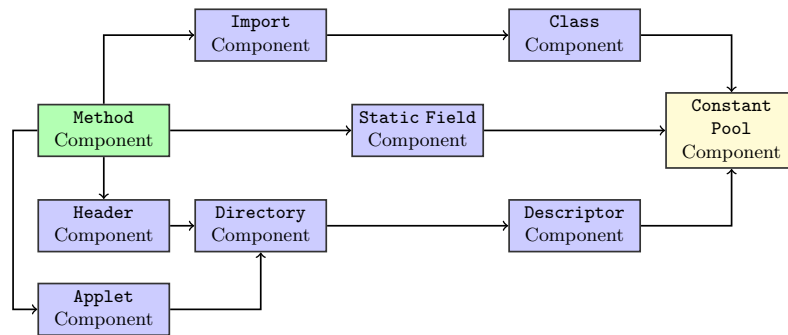 Import
Component
Class
Component
Method
Component
Static Field
Component
Constant
Pool
Component
Header
Component
Directory
Component
Descriptor
Component
Applet
Component